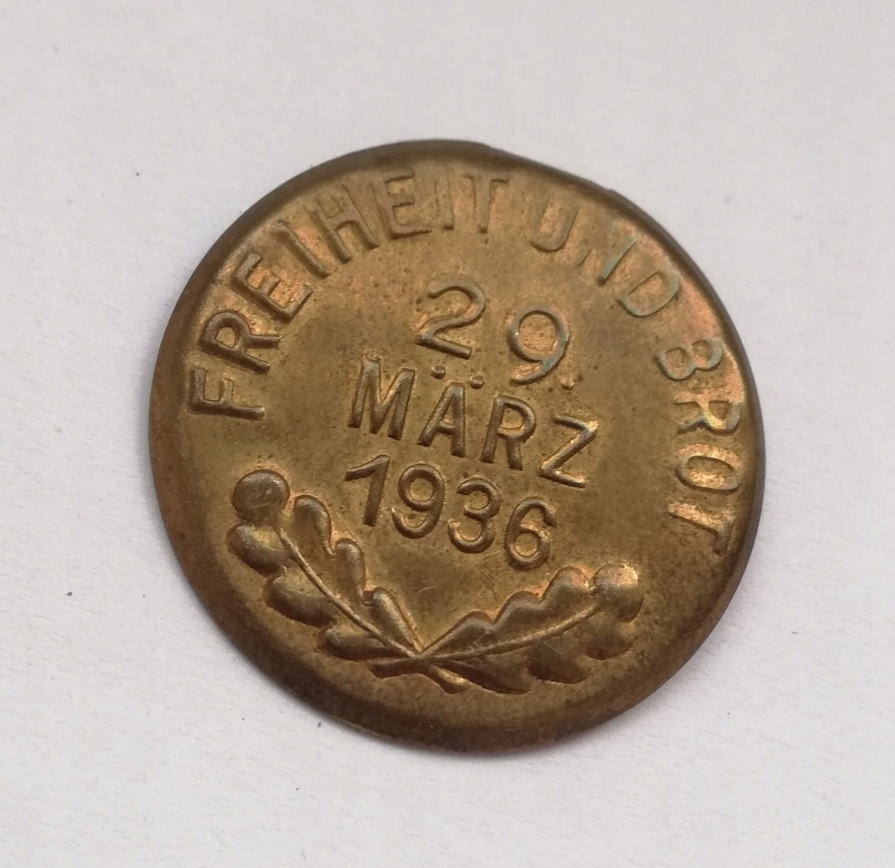 FREIHEIT UND BROT
29.
MÄRZ
1936